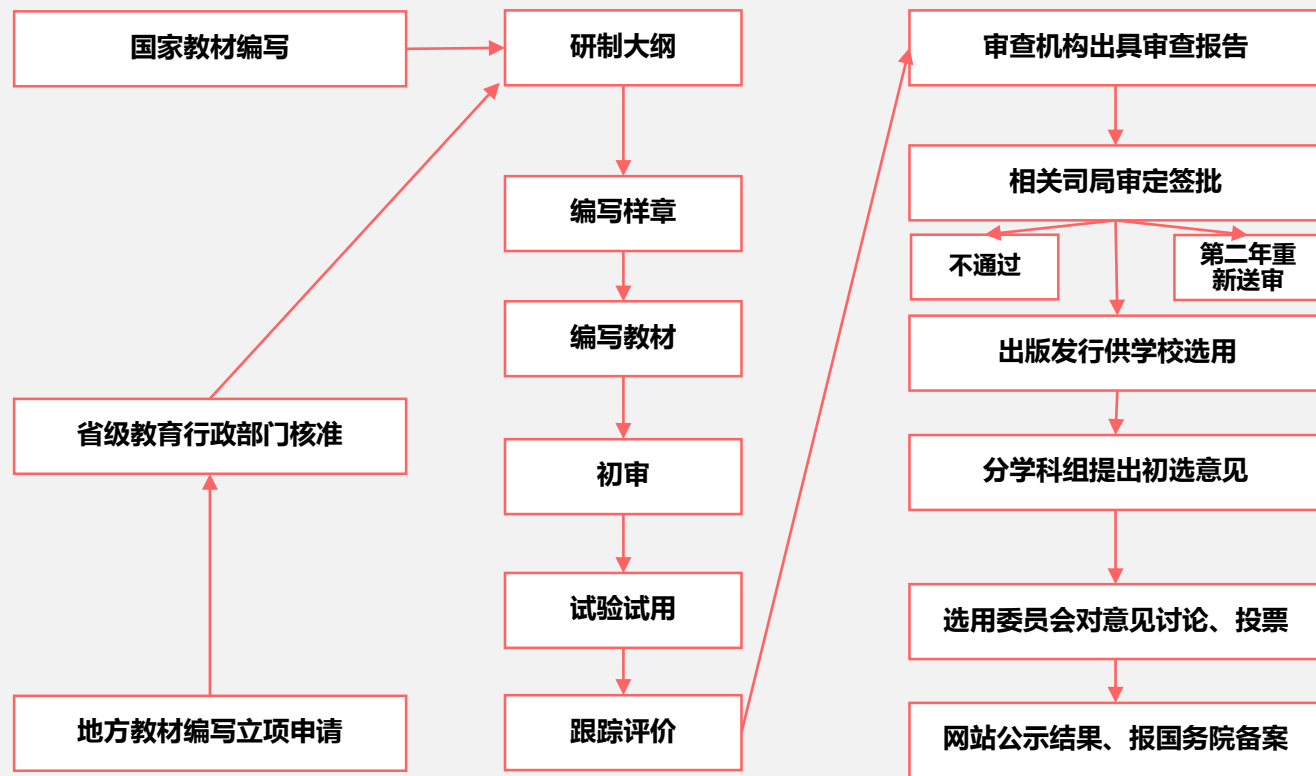 国家教材编写
省级教育行政部门核准
地方教材编写立项申请
研制大纲
编写样章
编写教材
初审
试验试用
跟踪评价
审查机构出具审查报告
相关司局审定签批
不通过
第二年重
新送审
出版发行供学校选用
分学科组提出初选意见
选用委员会对意见讨论、投票
网站公示结果、报国务院备案